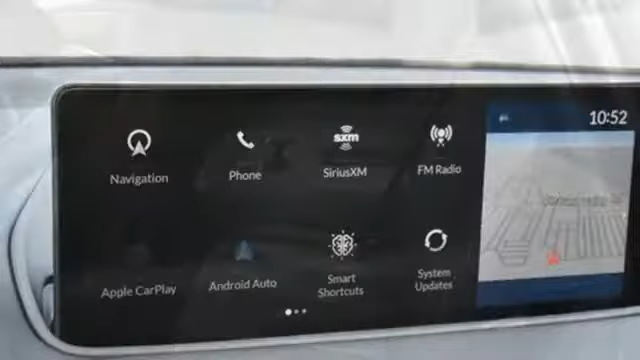 10:52
sxm
Navigation
Phone
SiriusXM
FM Radio
Apple CarPlay
Android Auto
Smart
Shortcuts
System
Updates